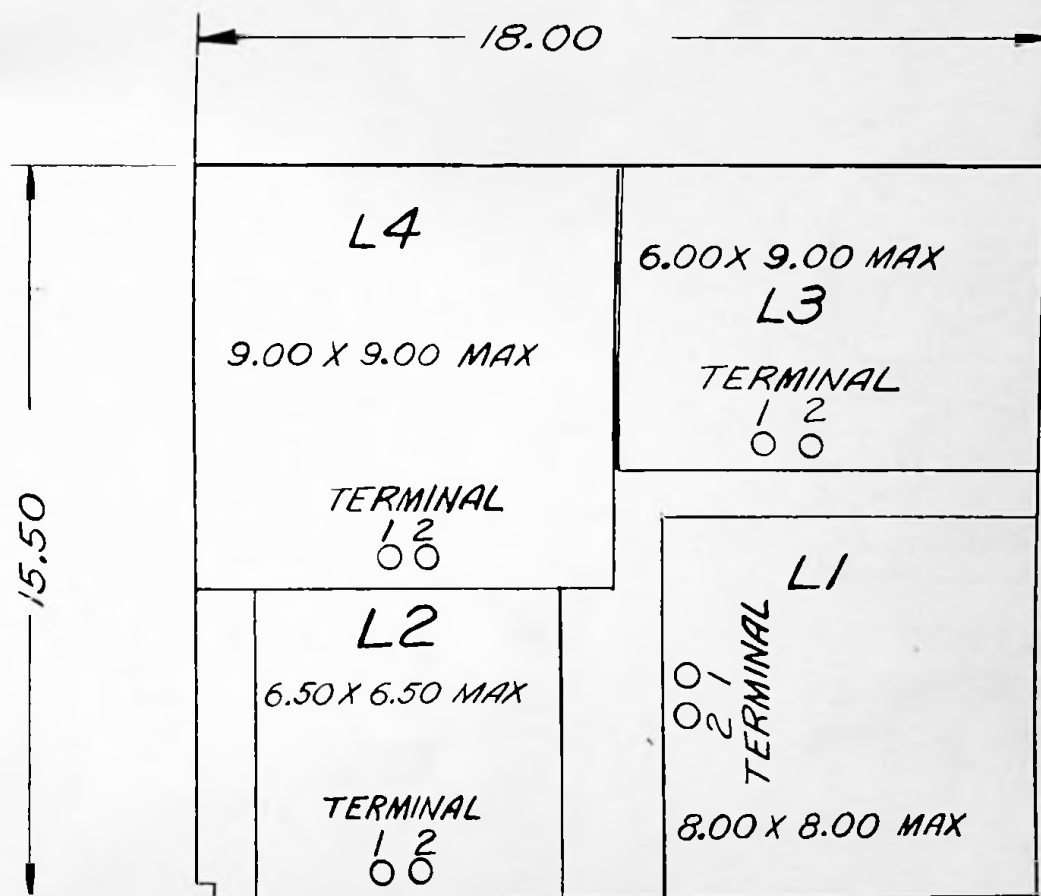 18.00
15.50
L4
9.00 X 9.00 MAX
TERMINAL
1 2
6.00 X 9.00 MAX
L3
TERMINAL
1 2
L2
6.50 X 6.50 MAX
TERMINAL
1 2
L1
TERMINAL
1
2
8.00 X 8.00 MAX